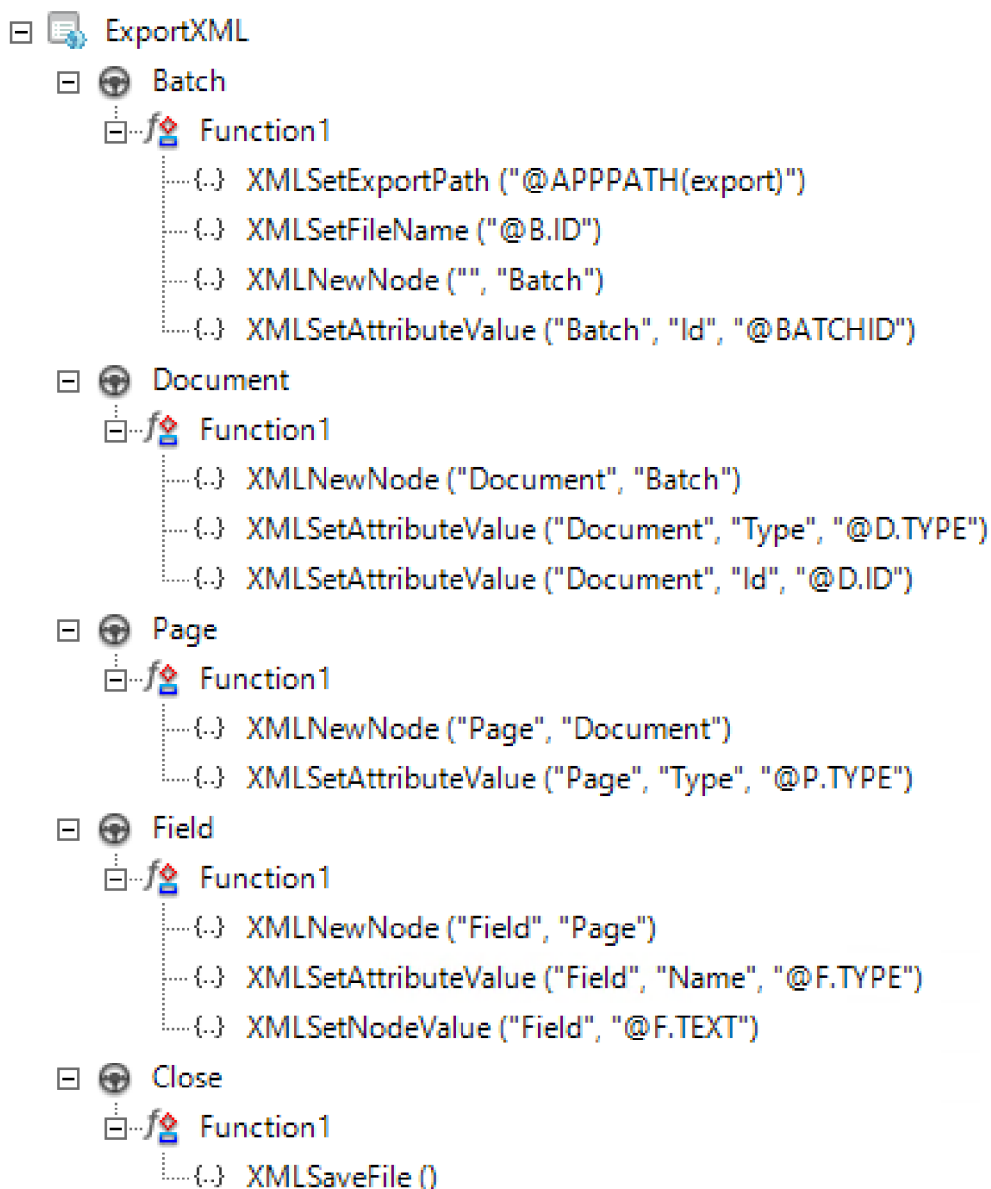 ExportXML
Batch
Function1
XMLSetExportPath ("@APPPATH(export)")
XMLSetFileName ("@B.ID")
XMLNewNode ("", "Batch")
XMLSetAttributeValue ("Batch", "Id", "@BATCHID")
Document
Function1
XMLNewNode ("Document", "Batch")
XMLSetAttributeValue ("Document", "Type", "@D.TYPE")
XMLSetAttributeValue ("Document", "Id", "@D.ID")
Page
Function1
XMLNewNode ("Page", "Document")
XMLSetAttributeValue ("Page", "Type", "@P.TYPE")
Field
Function1
XMLNewNode ("Field", "Page")
XMLSetAttributeValue ("Field", "Name", "@F.TYPE")
XMLSetNodeValue ("Field", "@F.TEXT")
Close
Function1
XMLSaveFile ()